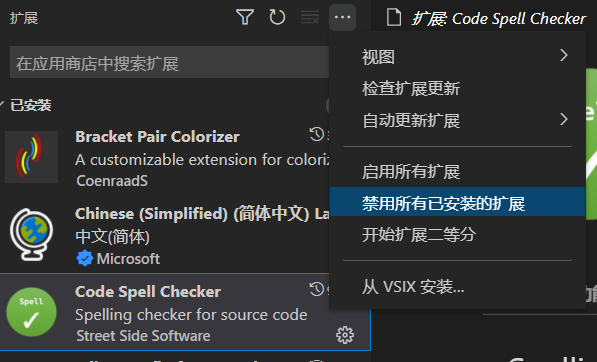 扩展
扩展: Code Spell Checker
在应用商店中搜索扩展
已安装
Bracket Pair Colorizer
A customizable extension for coloriz
CoenraadS
Chinese (Simplified) (简体中文) La
中文(简体)
Microsoft
Spell
Code Spell Checker
Spelling checker for source code
Street Side Software
视图
检查扩展更新
自动更新扩展
启用所有扩展
禁用所有已安装的扩展
开始扩展二等分
从 VSIX 安装...